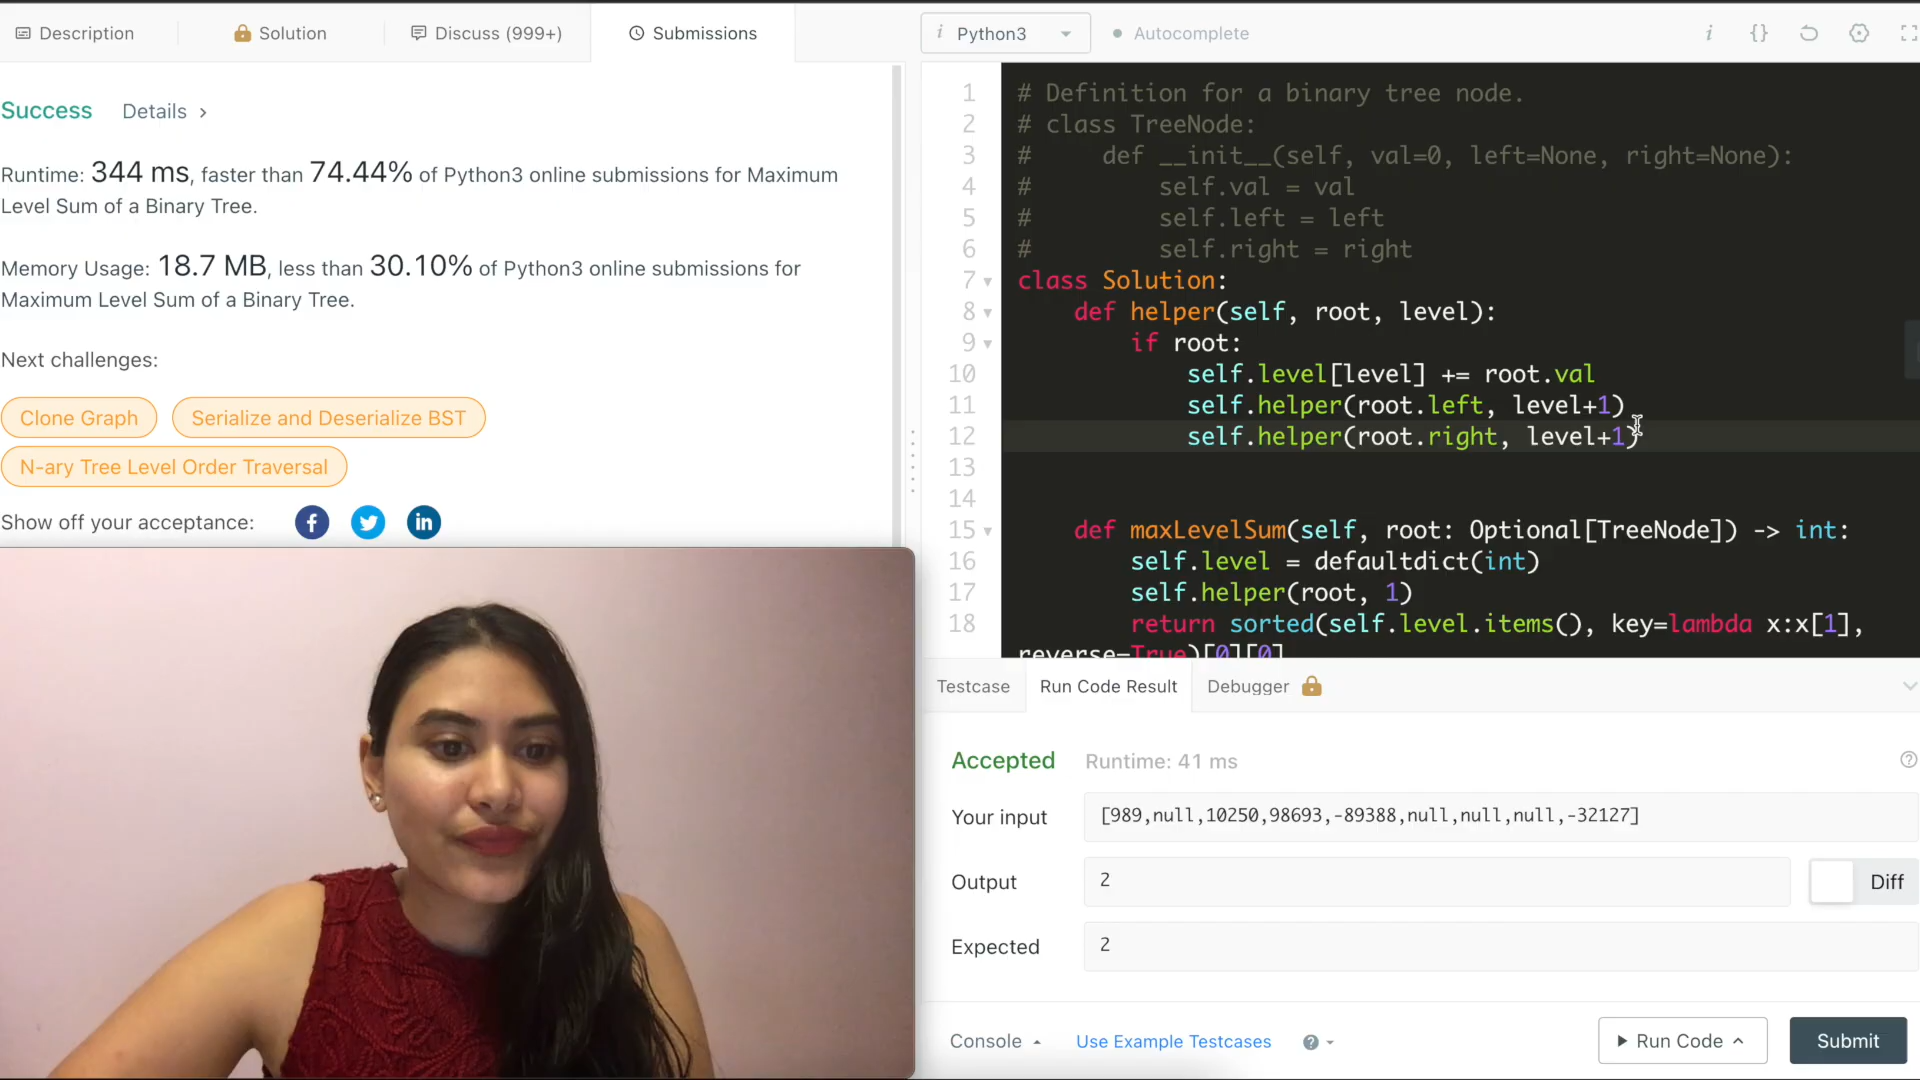 Description
Solution
Discuss (999+)
Submissions
i Python3
Autocomplete
i {}
Success Details >
Runtime: 344 ms, faster than 74.44% of Python3 online submissions for Maximum
Level Sum of a Binary Tree.
Memory Usage: 18.7 MB, less than 30.10% of Python3 online submissions for
Maximum Level Sum of a Binary Tree.
Next challenges:
Clone Graph
Serialize and Deserialize BST
N-ary Tree Level Order Traversal
Show off your acceptance:
1 # Definition for a binary tree node.
2 # class TreeNode:
3 #     def __init__(self, val=0, left=None, right=None):
4 #         self.val = val
5 #         self.left = left
6 #         self.right = right
7 class Solution:
8     def helper(self, root, level):
9         if root:
10             self.level[level] += root.val
11             self.helper(root.left, level+1)
12             self.helper(root.right, level+1)
13
14
15     def maxLevelSum(self, root: Optional[TreeNode]) -> int:
16         self.level = defaultdict(int)
17         self.helper(root, 1)
18         return sorted(self.level.items(), key=lambda x:x[1],
reverse=True)[0][0]
Testcase
Run Code Result
Debugger
Accepted Runtime: 41 ms
Your input [989,null,10250,98693,-89388,null,null,null,-32127]
Output 2 Diff
Expected 2
Console
Use Example Testcases
Run Code
Submit